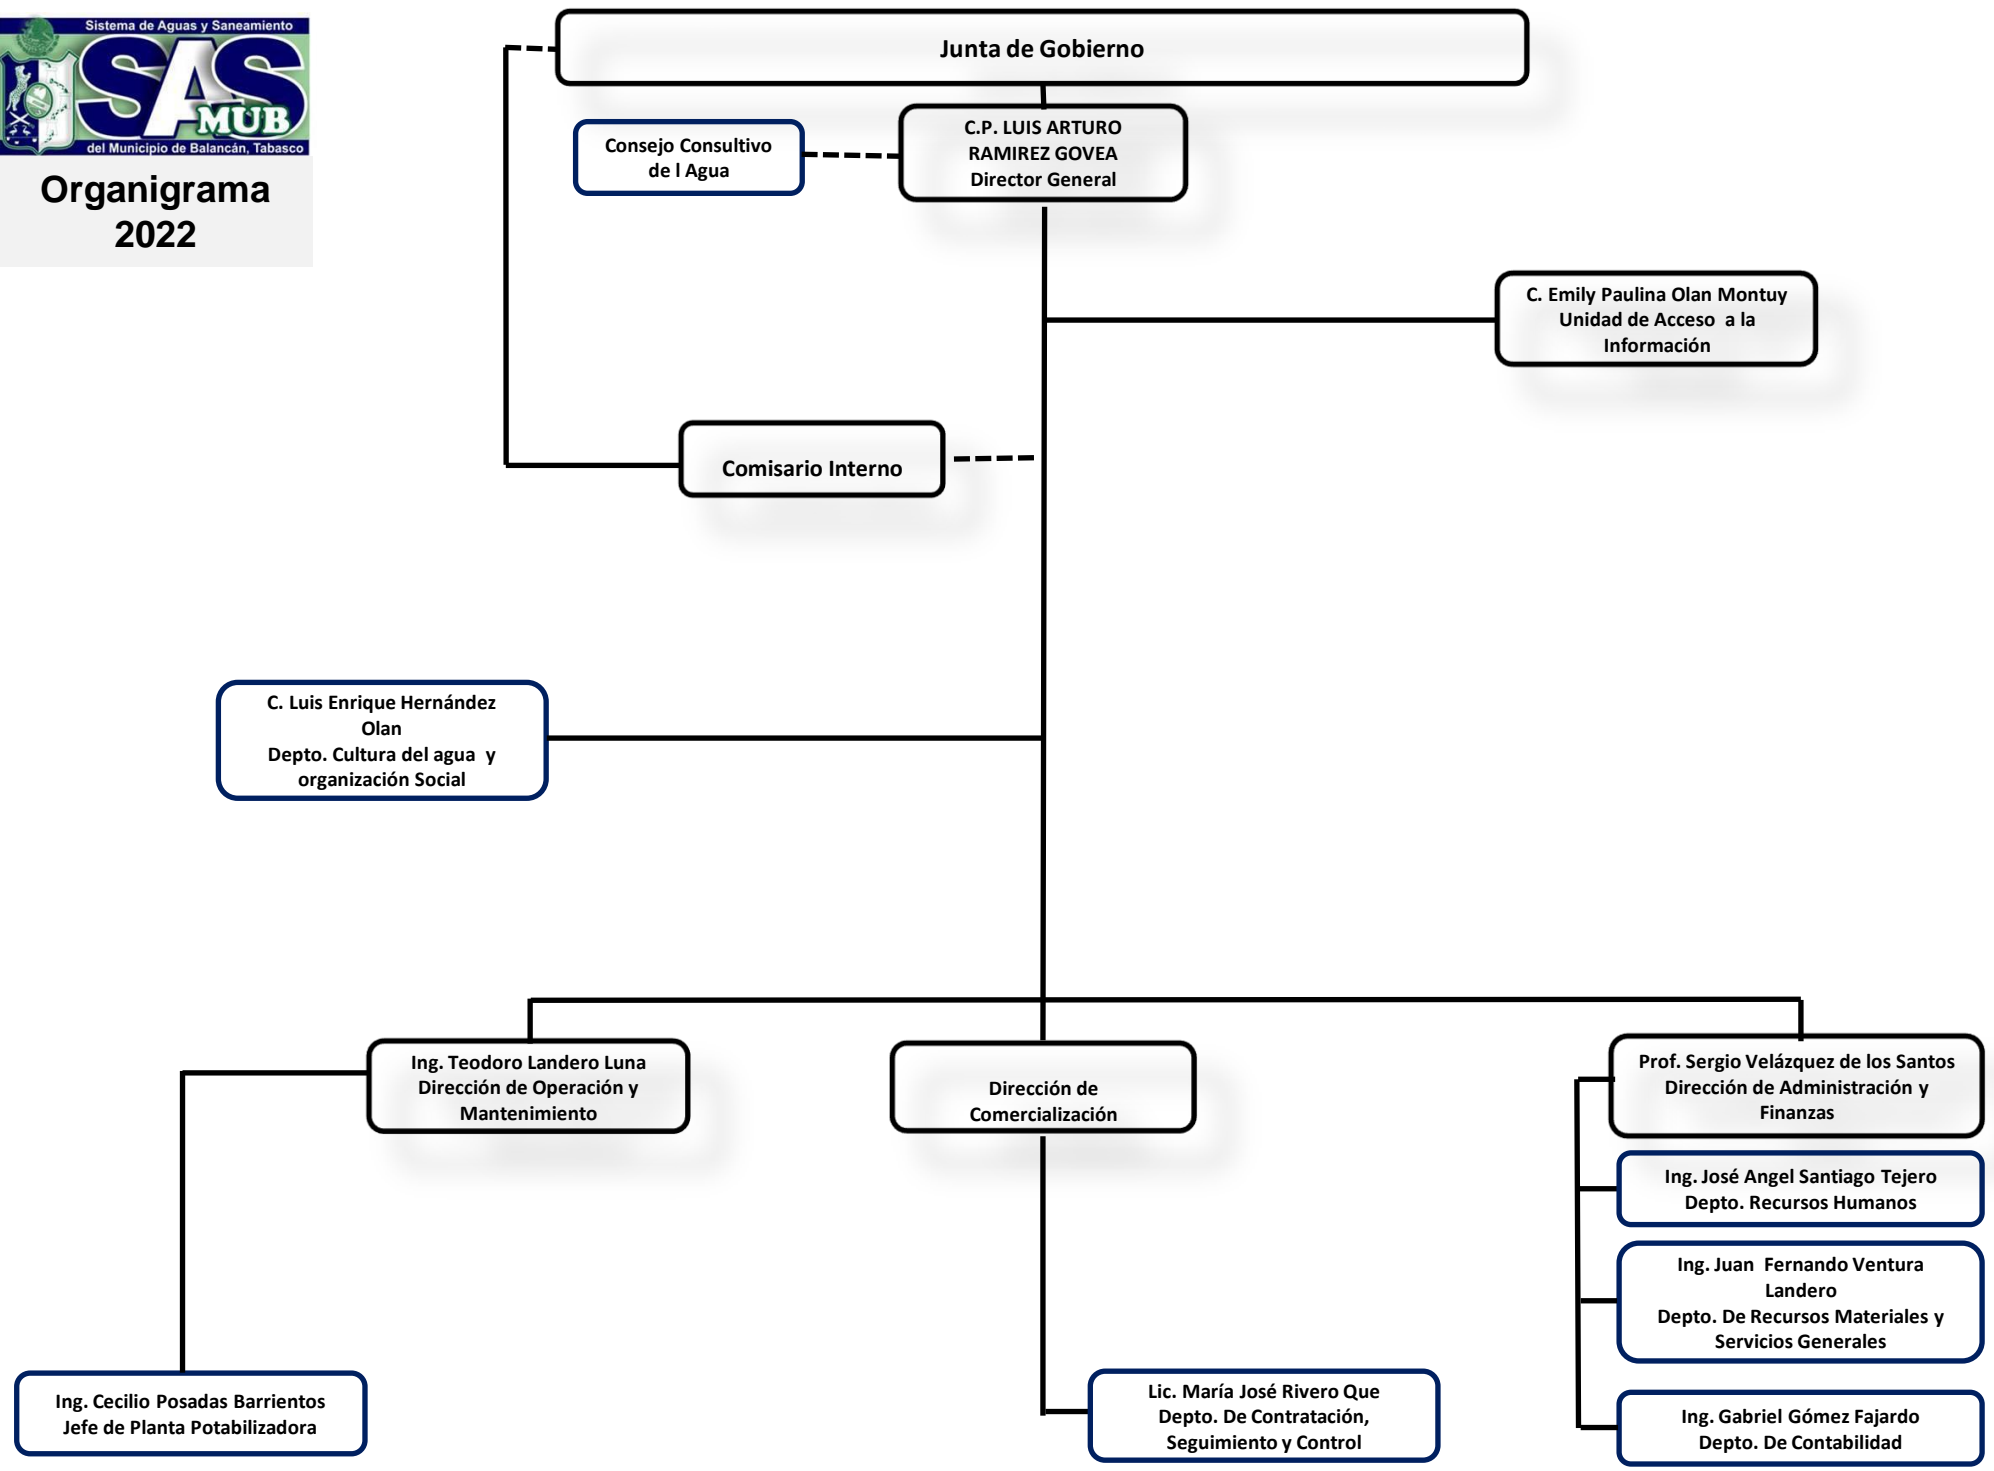 Sistema de Aguas y Saneamiento
SAS
MUB
del Municipio de Balancán, Tabasco
Organigrama
2022
Junta de Gobierno
Consejo Consultivo
de l Agua
C.P. LUIS ARTURO
RAMIREZ GOVEA
Director General
C. Emily Paulina Olan Montuy
Unidad de Acceso a la
Información
Comisario Interno
C. Luis Enrique Hernández
Olan
Depto. Cultura del agua y
organización Social
Ing. Teodoro Landero Luna
Dirección de Operación y
Mantenimiento
Dirección de
Comercialización
Prof. Sergio Velázquez de los Santos
Dirección de Administración y
Finanzas
Ing. José Angel Santiago Tejero
Depto. Recursos Humanos
Ing. Juan Fernando Ventura
Landero
Depto. De Recursos Materiales y
Servicios Generales
Ing. Cecilio Posadas Barrientos
Jefe de Planta Potabilizadora
Lic. María José Rivero Que
Depto. De Contratación,
Seguimiento y Control
Ing. Gabriel Gómez Fajardo
Depto. De Contabilidad